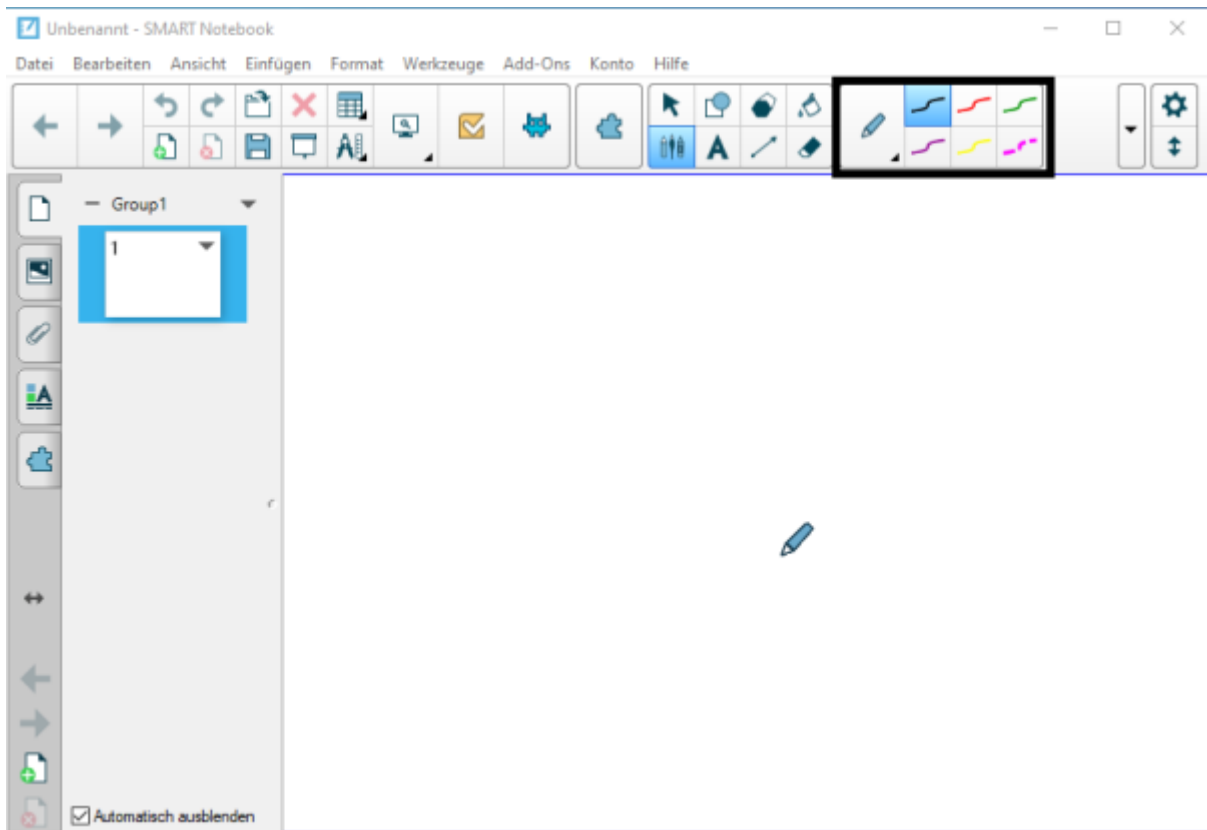 Unbenannt - SMART Notebook
Datei Bearbeiten Ansicht Einfügen Format Werkzeuge Add-Ons Konto Hilfe
Group1
1
Automatisch ausblenden